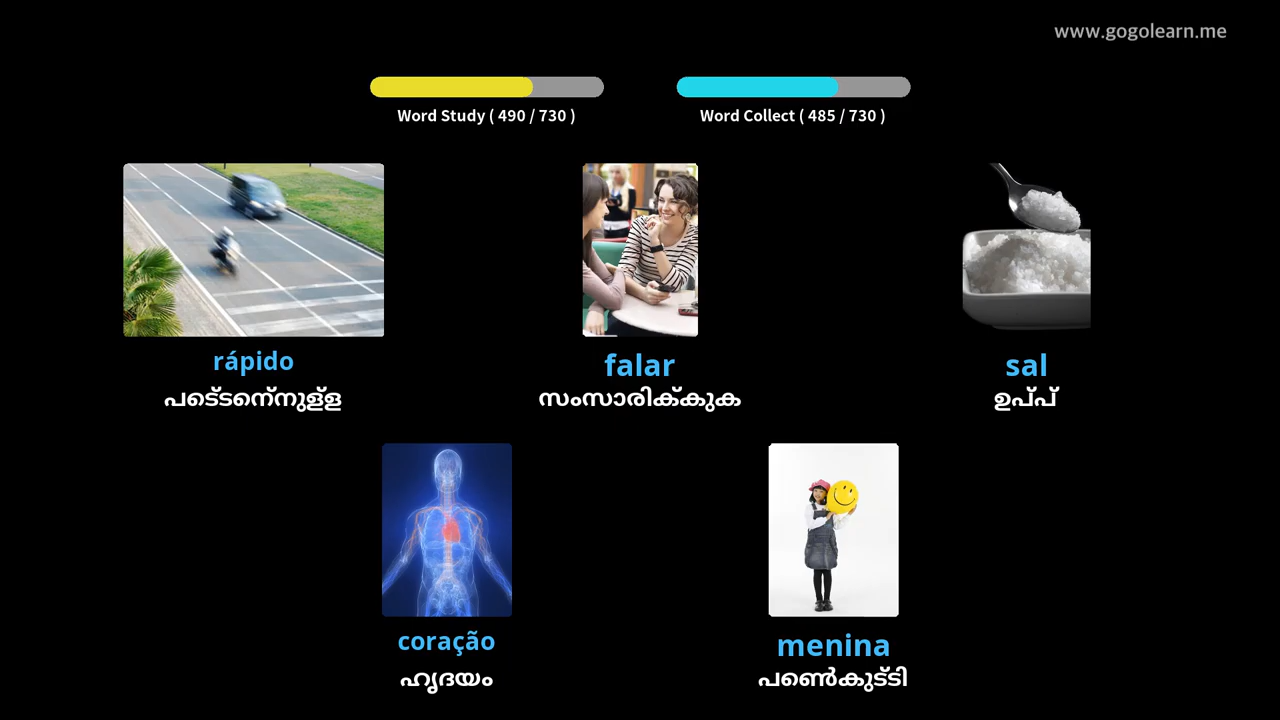 www.gogolearn.me
Word Study ( 490 / 730 )
Word Collect ( 485 / 730 )
rápido
പെട്ടെന്നുള്ള
falar
സംസാരിക്കുക
sal
ഉപ്പ്
coração
ഹൃദയം
menina
പെൺകുട്ടി